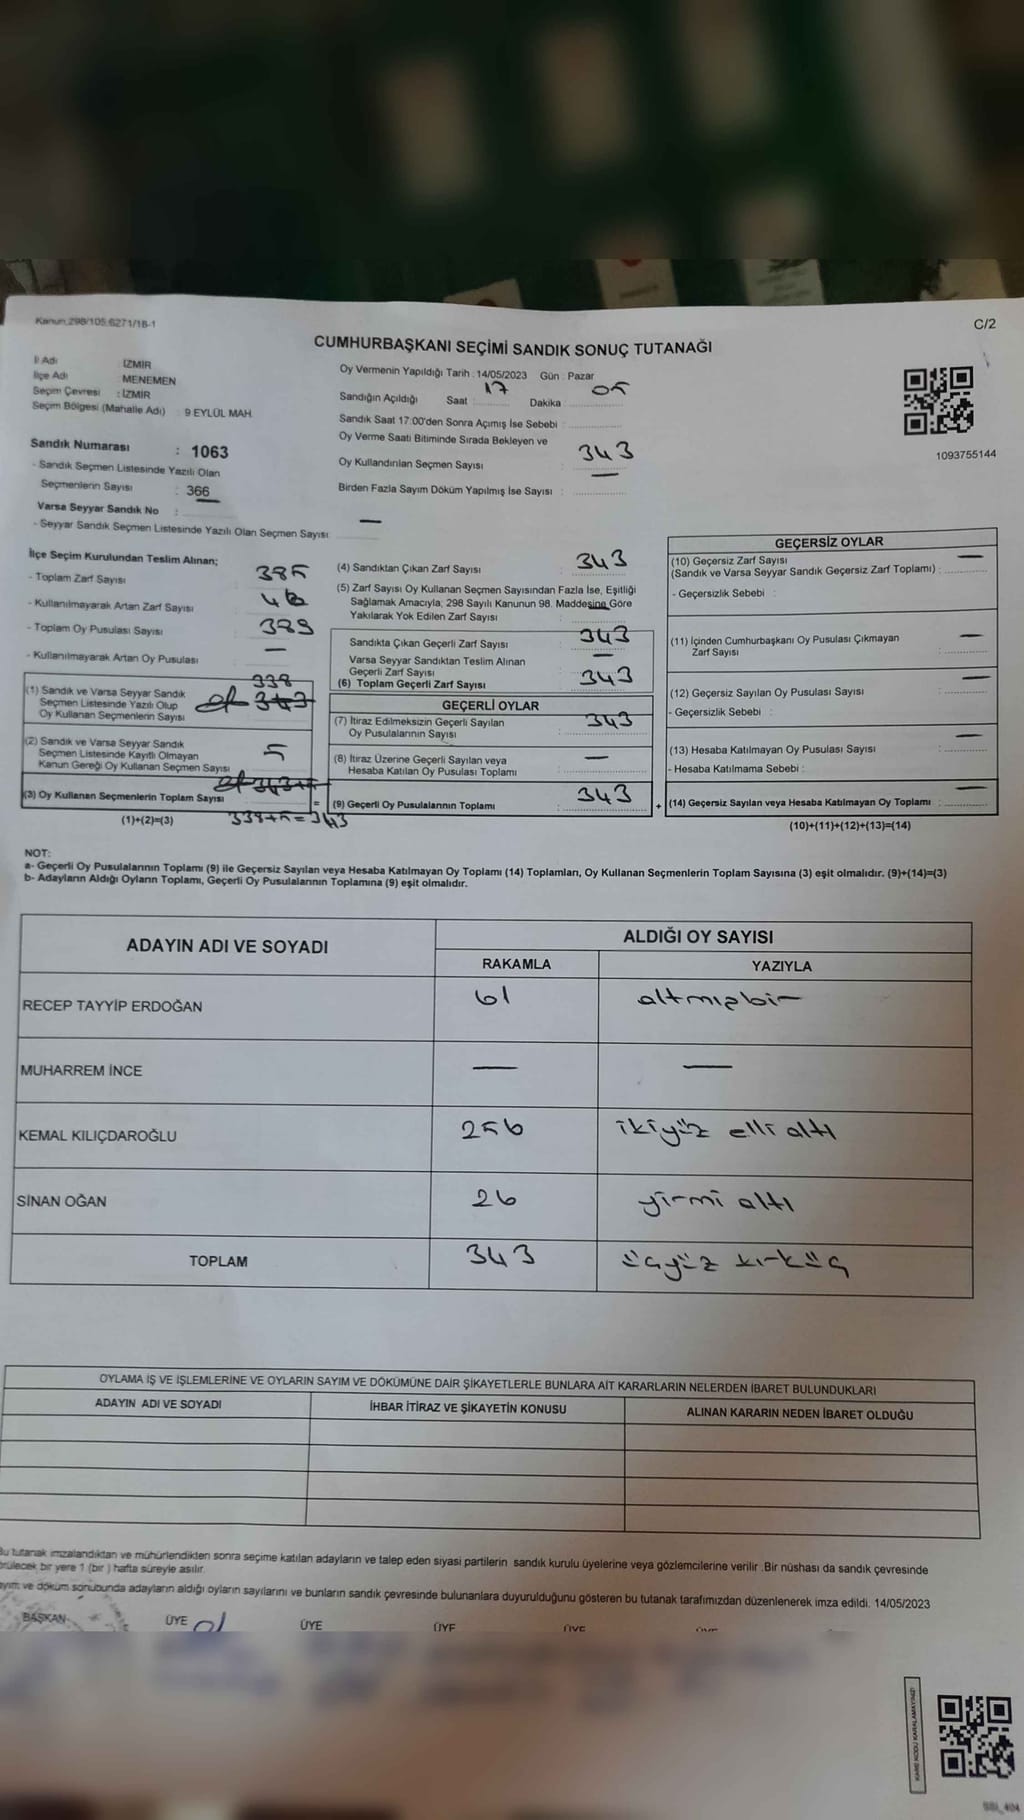 Kanun.298/105.6271/18-1
C/2
CUMHURBAŞKANI SEÇİMİ SANDIK SONUÇ TUTANAĞI
İl Adı : İZMİR
İlçe Adı : MENEMEN
Seçim Çevresi : İZMİR
Seçim Bölgesi (Mahalle Adı) : 9 EYLÜL MAH.
Sandık Numarası : 1063
- Sandık Seçmen Listesinde Yazılı Olan
Seçmenlerin Sayısı : 366
Varsa Seyyar Sandık No :
- Seyyar Sandık Seçmen Listesinde Yazılı Olan Seçmen Sayısı : —
Oy Vermenin Yapıldığı Tarih : 14/05/2023 Gün : Pazar
Sandığın Açıldığı Saat : 17 Dakika : 05
Sandık Saat 17:00'den Sonra Açımış İse Sebebi :
Oy Verme Saati Bitiminde Sırada Bekleyen ve
Oy Kullandırılan Seçmen Sayısı : 343
Birden Fazla Sayım Döküm Yapılmış İse Sayısı : —
1093755144
İlçe Seçim Kurulundan Teslim Alınan;
- Toplam Zarf Sayısı 385
- Kullanılmayarak Artan Zarf Sayısı
- Toplam Oy Pusulası Sayısı 389
- Kullanılmayarak Artan Oy Pusulası —
(1) Sandık ve Varsa Seyyar Sandık
Seçmen Listesinde Yazılı Olup
Oy Kullanan Seçmenlerin Sayısı
338
343
(2) Sandık ve Varsa Seyyar Sandık
Seçmen Listesinde Kayıtlı Olmayan
Kanun Gereği Oy Kullanan Seçmen Sayısı 5
(3) Oy Kullanan Seçmenlerin Toplam Sayısı =
(1)+(2)=(3) 338+5=343
(4) Sandıktan Çıkan Zarf Sayısı : 343
(5) Zarf Sayısı Oy Kullanan Seçmen Sayısından Fazla İse, Eşitliği
Sağlamak Amacıyla; 298 Sayılı Kanunun 98. Maddesine Göre
Yakılarak Yok Edilen Zarf Sayısı :
Sandıkta Çıkan Geçerli Zarf Sayısı : 343
Varsa Seyyar Sandıktan Teslim Alınan
Geçerli Zarf Sayısı : —
(6) Toplam Geçerli Zarf Sayısı : 343
GEÇERLİ OYLAR
(7) İtiraz Edilmeksizin Geçerli Sayılan
Oy Pusulalarının Sayısı : 343
(8) İtiraz Üzerine Geçerli Sayılan veya
Hesaba Katılan Oy Pusulası Toplamı : —
(9) Geçerli Oy Pusulalarının Toplamı : 343 +
GEÇERSİZ OYLAR
(10) Geçersiz Zarf Sayısı
(Sandık ve Varsa Seyyar Sandık Geçersiz Zarf Toplamı) : —
- Geçersizlik Sebebi :
(11) İçinden Cumhurbaşkanı Oy Pusulası Çıkmayan
Zarf Sayısı : —
(12) Geçersiz Sayılan Oy Pusulası Sayısı : —
- Geçersizlik Sebebi :
(13) Hesaba Katılmayan Oy Pusulası Sayısı : —
- Hesaba Katılmama Sebebi :
(14) Geçersiz Sayılan veya Hesaba Katılmayan Oy Toplamı : —
(10)+(11)+(12)+(13)=(14)
NOT:
a- Geçerli Oy Pusulalarının Toplamı (9) ile Geçersiz Sayılan veya Hesaba Katılmayan Oy Toplamı (14) Toplamları, Oy Kullanan Seçmenlerin Toplam Sayısına (3) eşit olmalıdır. (9)+(14)=(3)
b- Adayların Aldığı Oyların Toplamı, Geçerli Oy Pusulalarının Toplamına (9) eşit olmalıdır.
ADAYIN ADI VE SOYADI ALDIĞI OY SAYISI
RAKAMLA YAZIYLA
RECEP TAYYİP ERDOĞAN 61 altmışbir
MUHARREM İNCE — —
KEMAL KILIÇDAROĞLU 256 ikiyüz elli altı
SİNAN OĞAN 26 yirmi altı
TOPLAM 343 üçyüz kırküç
OYLAMA İŞ VE İŞLEMLERİNE VE OYLARIN SAYIM VE DÖKÜMÜNE DAİR ŞİKAYETLERLE BUNLARA AİT KARARLARIN NELERDEN İBARET BULUNDUKLARI
ADAYIN ADI VE SOYADI İHBAR İTİRAZ VE ŞİKAYETİN KONUSU ALINAN KARARIN NEDEN İBARET OLDUĞU
Bu tutanak imzalandıktan ve mühürlendikten sonra seçime katılan adayların ve talep eden siyasi partilerin sandık kurulu üyelerine veya gözlemcilerine verilir .Bir nüshası da sandık çevresinde
bir yere 1 (bir ) hafta süreyle asılır.
ve döküm sonubunda adayların aldığı oyların sayılarını ve bunların sandık çevresinde bulunanlara duyurulduğunu gösteren bu tutanak tarafımızdan düzenlenerek imza edildi. 14/05/2023
BAŞKAN ÜYE ÜYE ÜYE ÜYE
KARE KODU KARALAMAYINIZ!